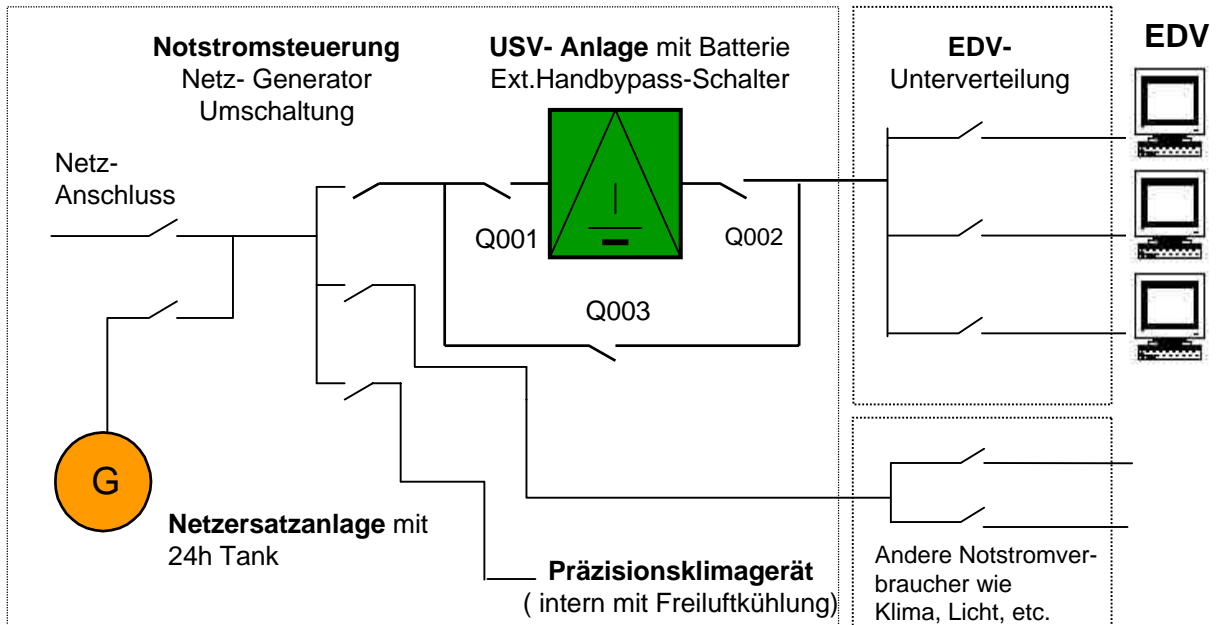 Notstromsteuerung
Netz- Generator
Umschaltung
USV- Anlage mit Batterie
Ext.Handbypass-Schalter
EDV-
Unterverteilung
EDV
Netz-
Anschluss
Q001
Q002
Q003
G
Netzersatzanlage mit
24h Tank
Präzisionsklimagerät
( intern mit Freiluftkühlung)
Andere Notstromver-
braucher wie
Klima, Licht, etc.